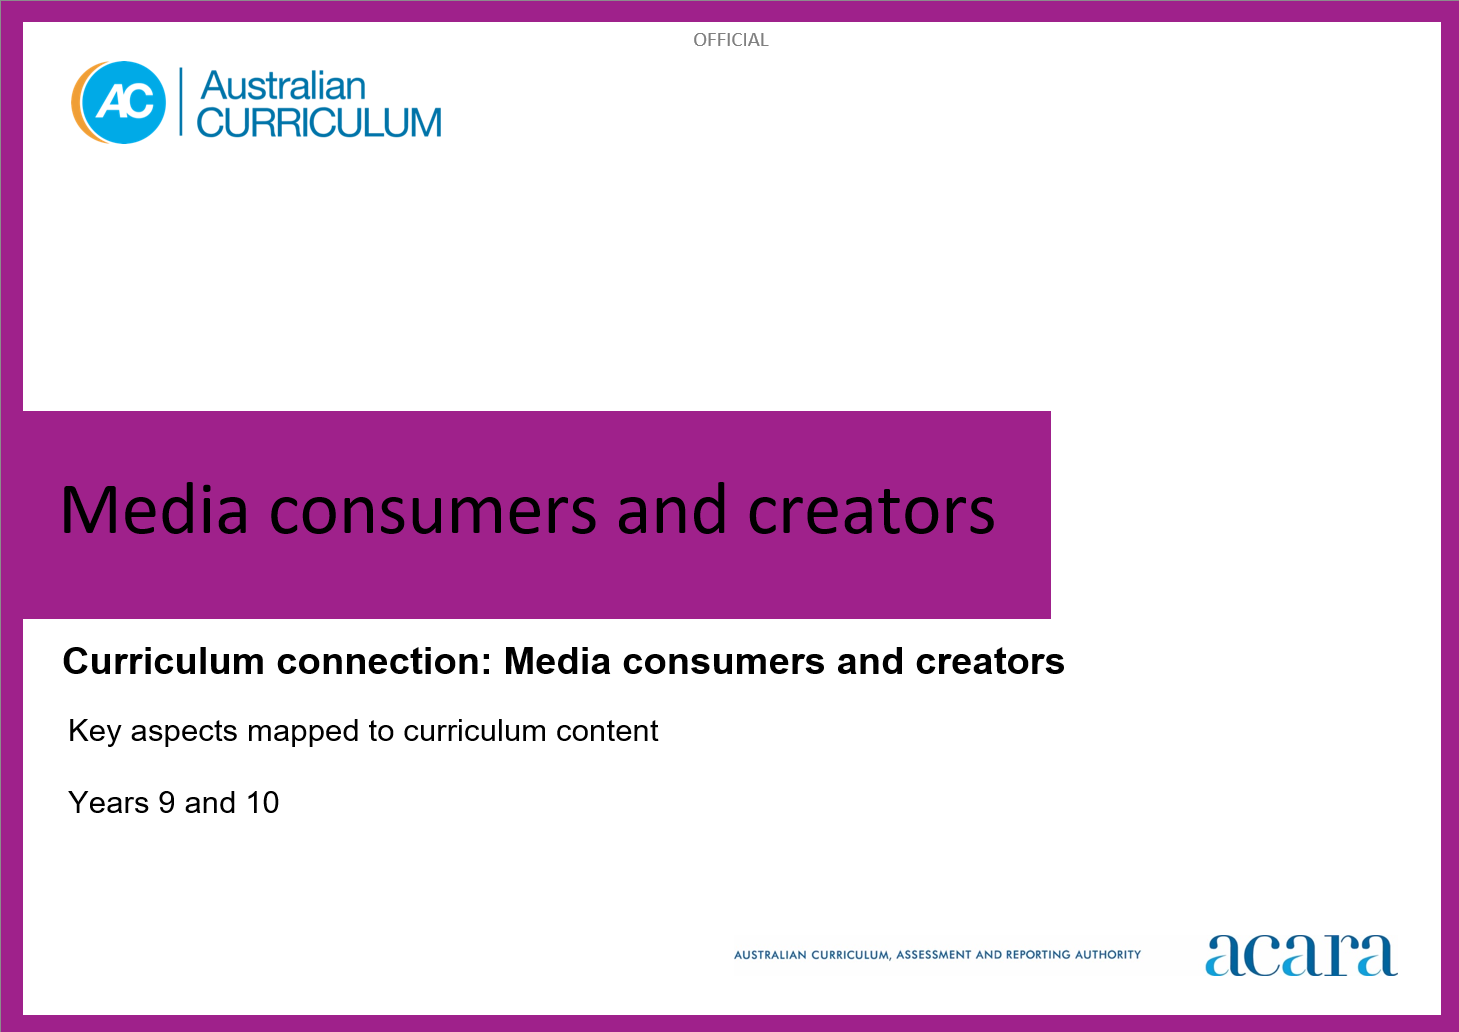 OFFICIAL
AC
Australian
CURRICULUM
Media consumers and creators
Curriculum connection: Media consumers and creators
Key aspects mapped to curriculum content
Years 9 and 10
AUSTRALIAN CURRICULUM, ASSESSMENT AND REPORTING AUTHORITY
acara